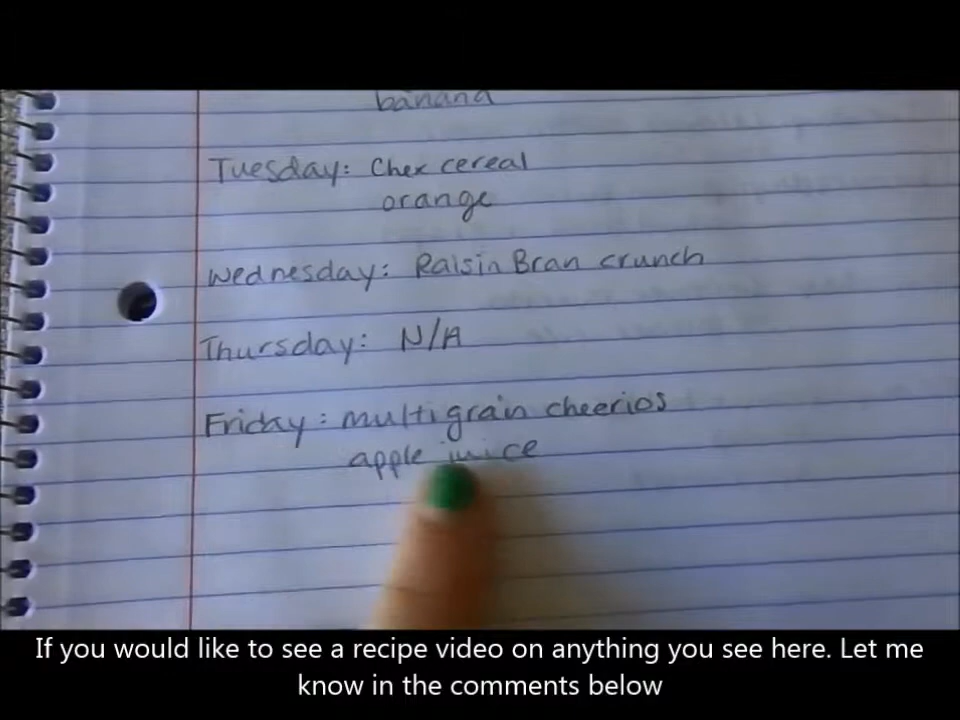 banana
Tuesday: Chex cereal
orange
Wednesday: Raisin Bran crunch
Thursday: N/A
Friday: multigrain cheerios
apple juice
If you would like to see a recipe video on anything you see here. Let me
know in the comments below